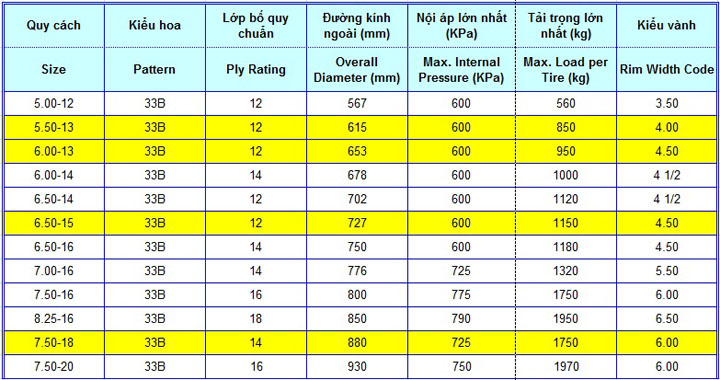 Quy cách Kiểu hoa Lớp bố quy chuẩn Đường kính ngoài (mm) Nội áp lớn nhất (KPa) Tải trọng lớn nhất (kg) Kiểu vành
Size Pattern Ply Rating Overall Diameter (mm) Max. Internal Pressure (KPa) Max. Load per Tire (kg) Rim Width Code
5.00-12 33B 12 567 600 560 3.50
5.50-13 33B 12 615 600 850 4.00
6.00-13 33B 12 653 600 950 4.50
6.00-14 33B 14 678 600 1000 4 1/2
6.50-14 33B 12 702 600 1120 4 1/2
6.50-15 33B 12 727 600 1150 4.50
6.50-16 33B 14 750 600 1180 4.50
7.00-16 33B 14 776 725 1320 5.50
7.50-16 33B 16 800 775 1750 6.00
8.25-16 33B 18 850 790 1950 6.50
7.50-18 33B 14 880 725 1750 6.00
7.50-20 33B 16 930 750 1970 6.00